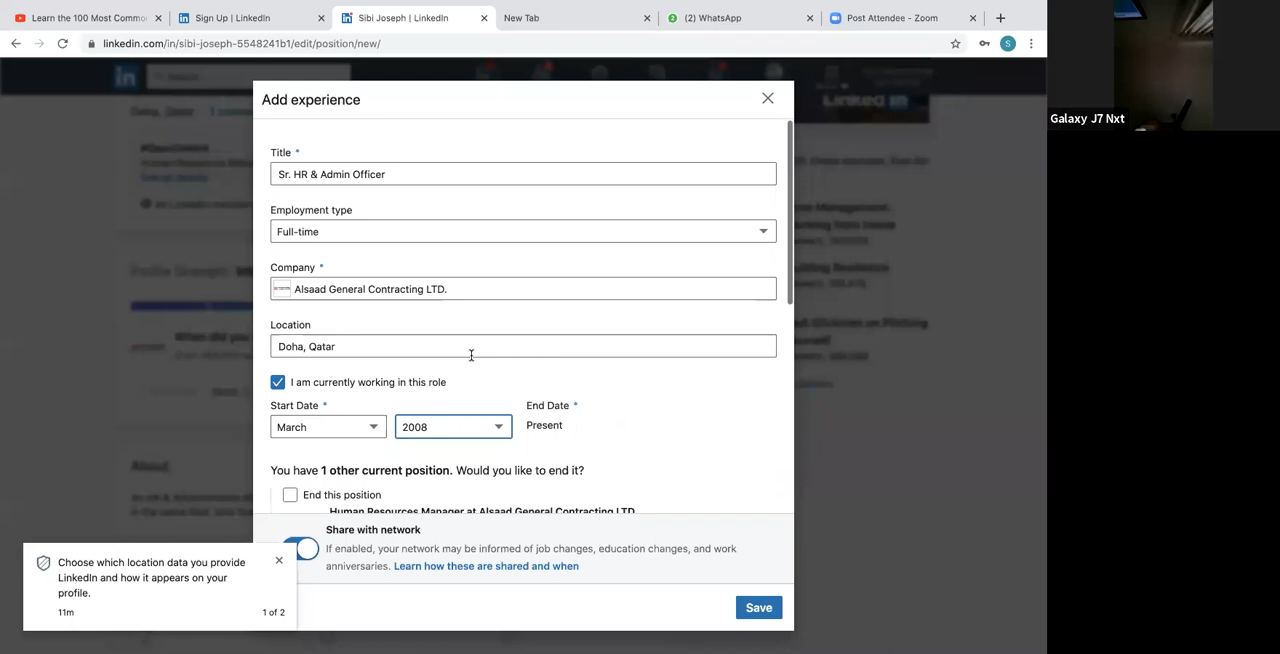 Learn the 100 Most Commo
Sign Up | LinkedIn
Sibi Joseph | LinkedIn
New Tab
(2) WhatsApp
Post Attendee - Zoom
linkedin.com/in/sibi-joseph-5548241b1/edit/position/new/
S
Galaxy J7 Nxt
Add experience
Title *
Sr. HR & Admin Officer
Employment type
Full-time
Company *
Alsaad General Contracting LTD.
Location
Doha, Qatar
I am currently working in this role
Start Date *
End Date *
March
2008
Present
You have 1 other current position. Would you like to end it?
End this position
Human Resources Manager at Alsaad General Contracting LTD.
Share with network
If enabled, your network may be informed of job changes, education changes, and work
anniversaries. Learn how these are shared and when
Choose which location data you provide
LinkedIn and how it appears on your
profile.
11m
1 of 2
Save